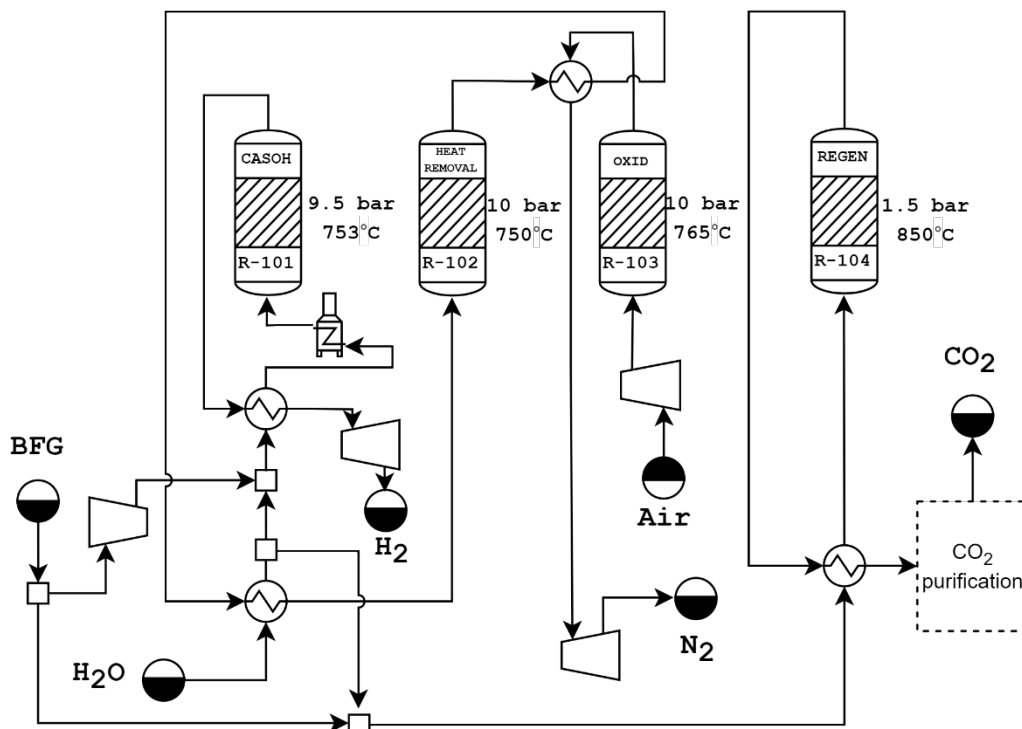 CASOH
R-101
9.5 bar
753°C
HEAT
REMOVAL
R-102
10 bar
750°C
OXID
R-103
10 bar
765°C
REGEN
R-104
1.5 bar
850°C
BFG
H2
H2O
Air
N2
CO2
CO2
purification